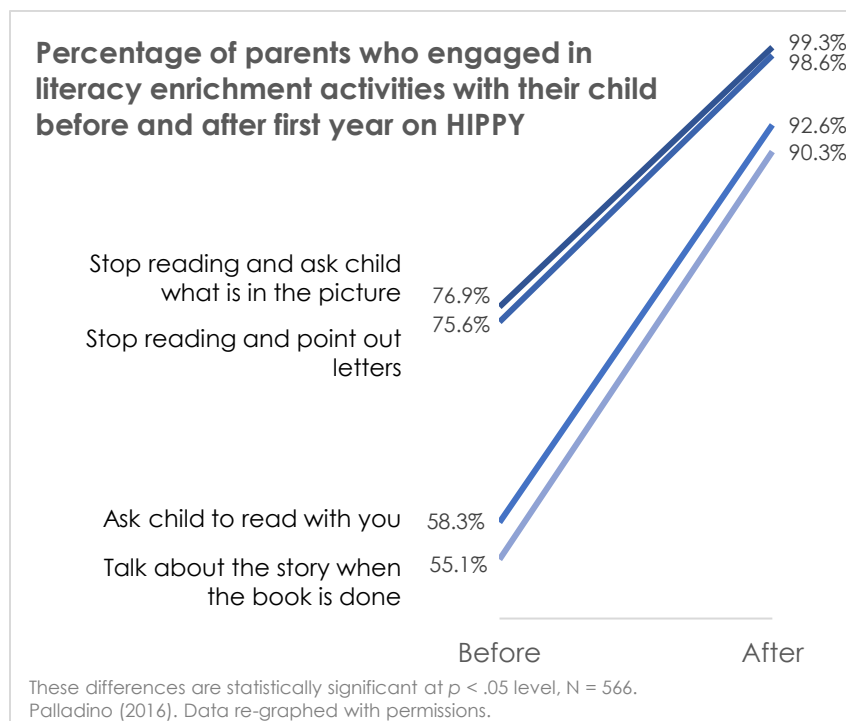 Percentage of parents who engaged in
literacy enrichment activities with their child
before and after first year on HIPPY
99.3%
98.6%
92.6%
90.3%
Stop reading and ask child
what is in the picture
76.9%
Stop reading and point out
letters
75.6%
Ask child to read with you
58.3%
Talk about the story when
the book is done
55.1%
Before
After
These differences are statistically significant at p < .05 level, N = 566.
Palladino (2016). Data re-graphed with permissions.